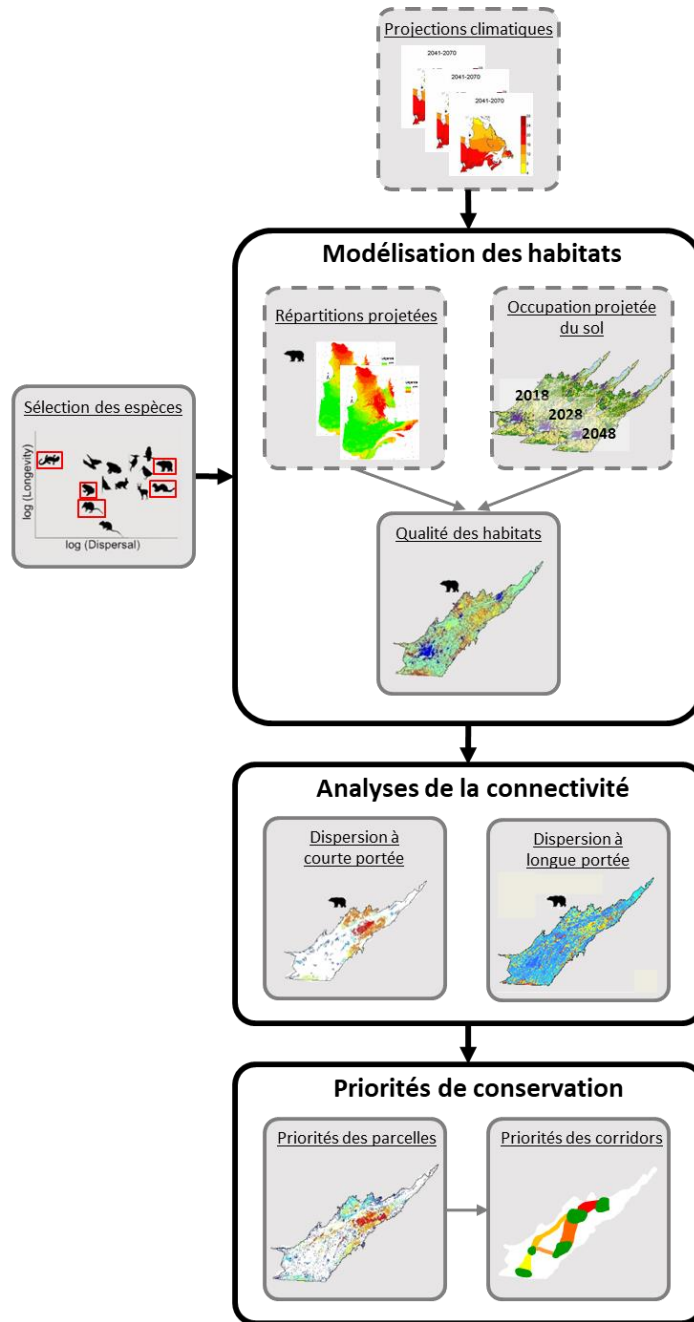 Projections climatiques
2041-2070
2041-2070
2041-2070
Modélisation des habitats
Répartitions projetées
Occupation projetée
du sol
2018
2028
2048
Sélection des espèces
log (Longevity)
log (Dispersal)
Qualité des habitats
Analyses de la connectivité
Dispersion à
courte portée
Dispersion à
longue portée
Priorités de conservation
Priorités des parcelles
Priorités des corridors